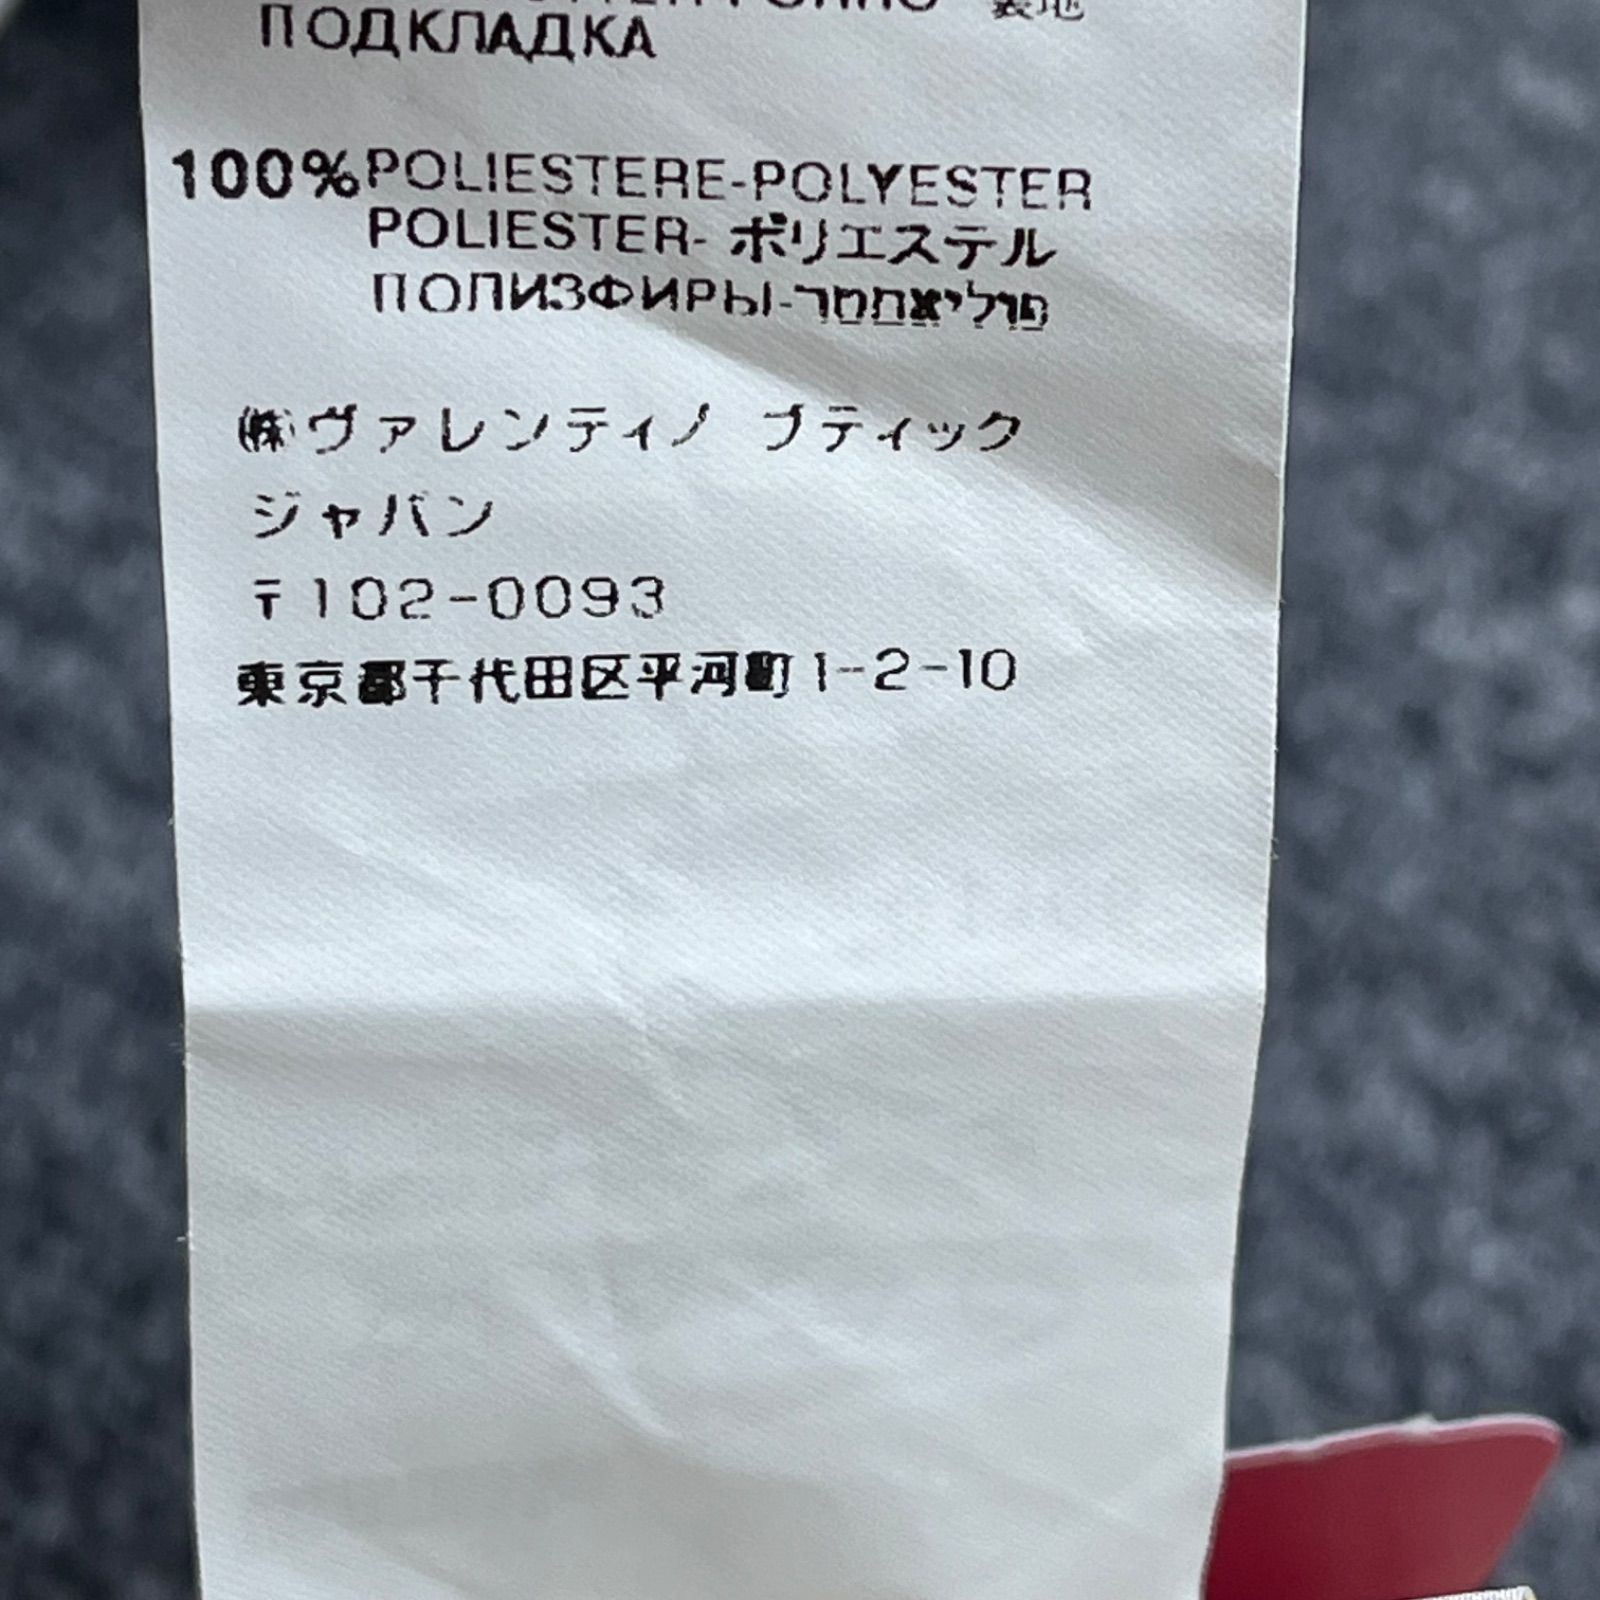 裏地
ПОДКЛАДКА
100% POLIESTERE-POLYESTER
POLIESTER- ポリエステル
ПОЛИЭФИРЫ-פוליאסטר
㈱ヴァレンティノ ブティック
ジャパン
〒102-0093
東京都千代田区平河町1-2-10